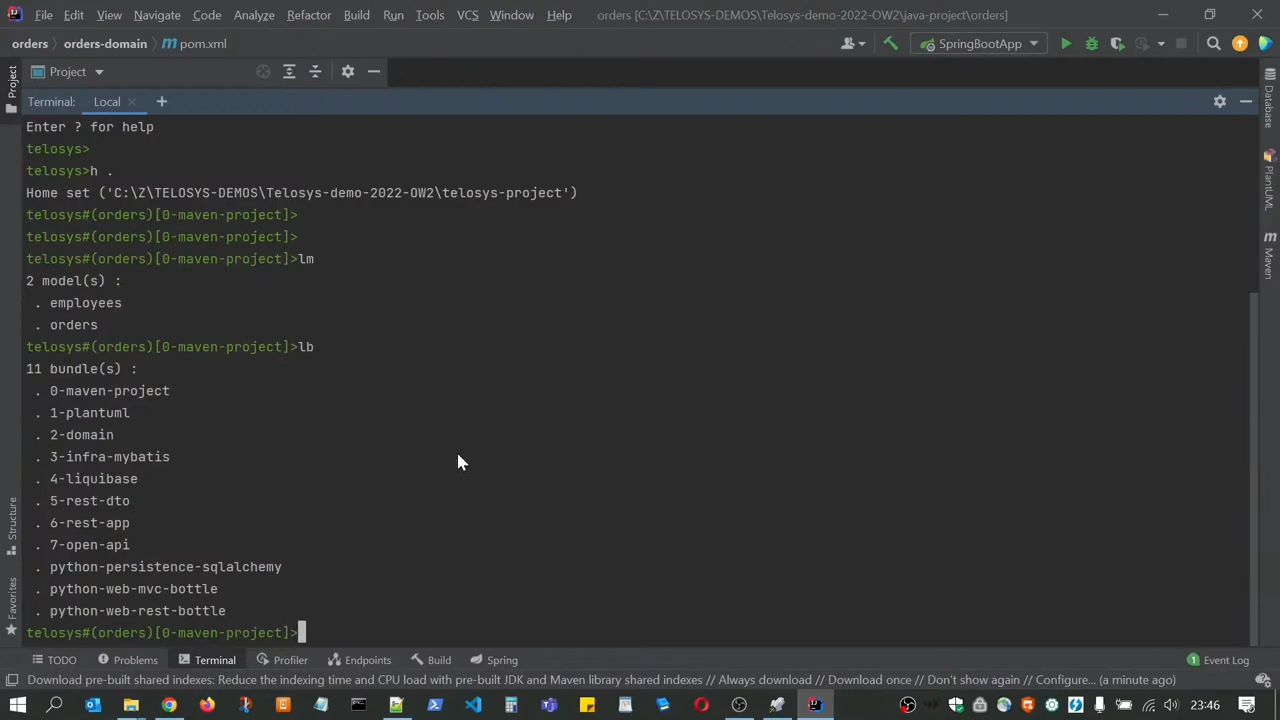 File Edit View Navigate Code Analyze Refactor Build Run Tools VCS Window Help orders [C:\Z\TELOSYS-DEMOS\Telosys-demo-2022-OW2\java-project\orders]
orders orders-domain pom.xml SpringBootApp
Project
Terminal: Local
Enter ? for help
telosys>
telosys>h .
Home set ('C:\Z\TELOSYS-DEMOS\Telosys-demo-2022-OW2\telosys-project')
telosys#(orders)[0-maven-project]>
telosys#(orders)[0-maven-project]>
telosys#(orders)[0-maven-project]>lm
2 model(s) :
. employees
. orders
telosys#(orders)[0-maven-project]>lb
11 bundle(s) :
. 0-maven-project
. 1-plantuml
. 2-domain
. 3-infra-mybatis
. 4-liquibase
. 5-rest-dto
. 6-rest-app
. 7-open-api
. python-persistence-sqlalchemy
. python-web-mvc-bottle
. python-web-rest-bottle
telosys#(orders)[0-maven-project]>
Project
Structure
Favorites
Database
PlantUML
Maven
TODO Problems Terminal Profiler Endpoints Build Spring 1 Event Log
Download pre-built shared indexes: Reduce the indexing time and CPU load with pre-built JDK and Maven library shared indexes // Always download // Download once // Don't show again // Configure... (a minute ago)
23:46